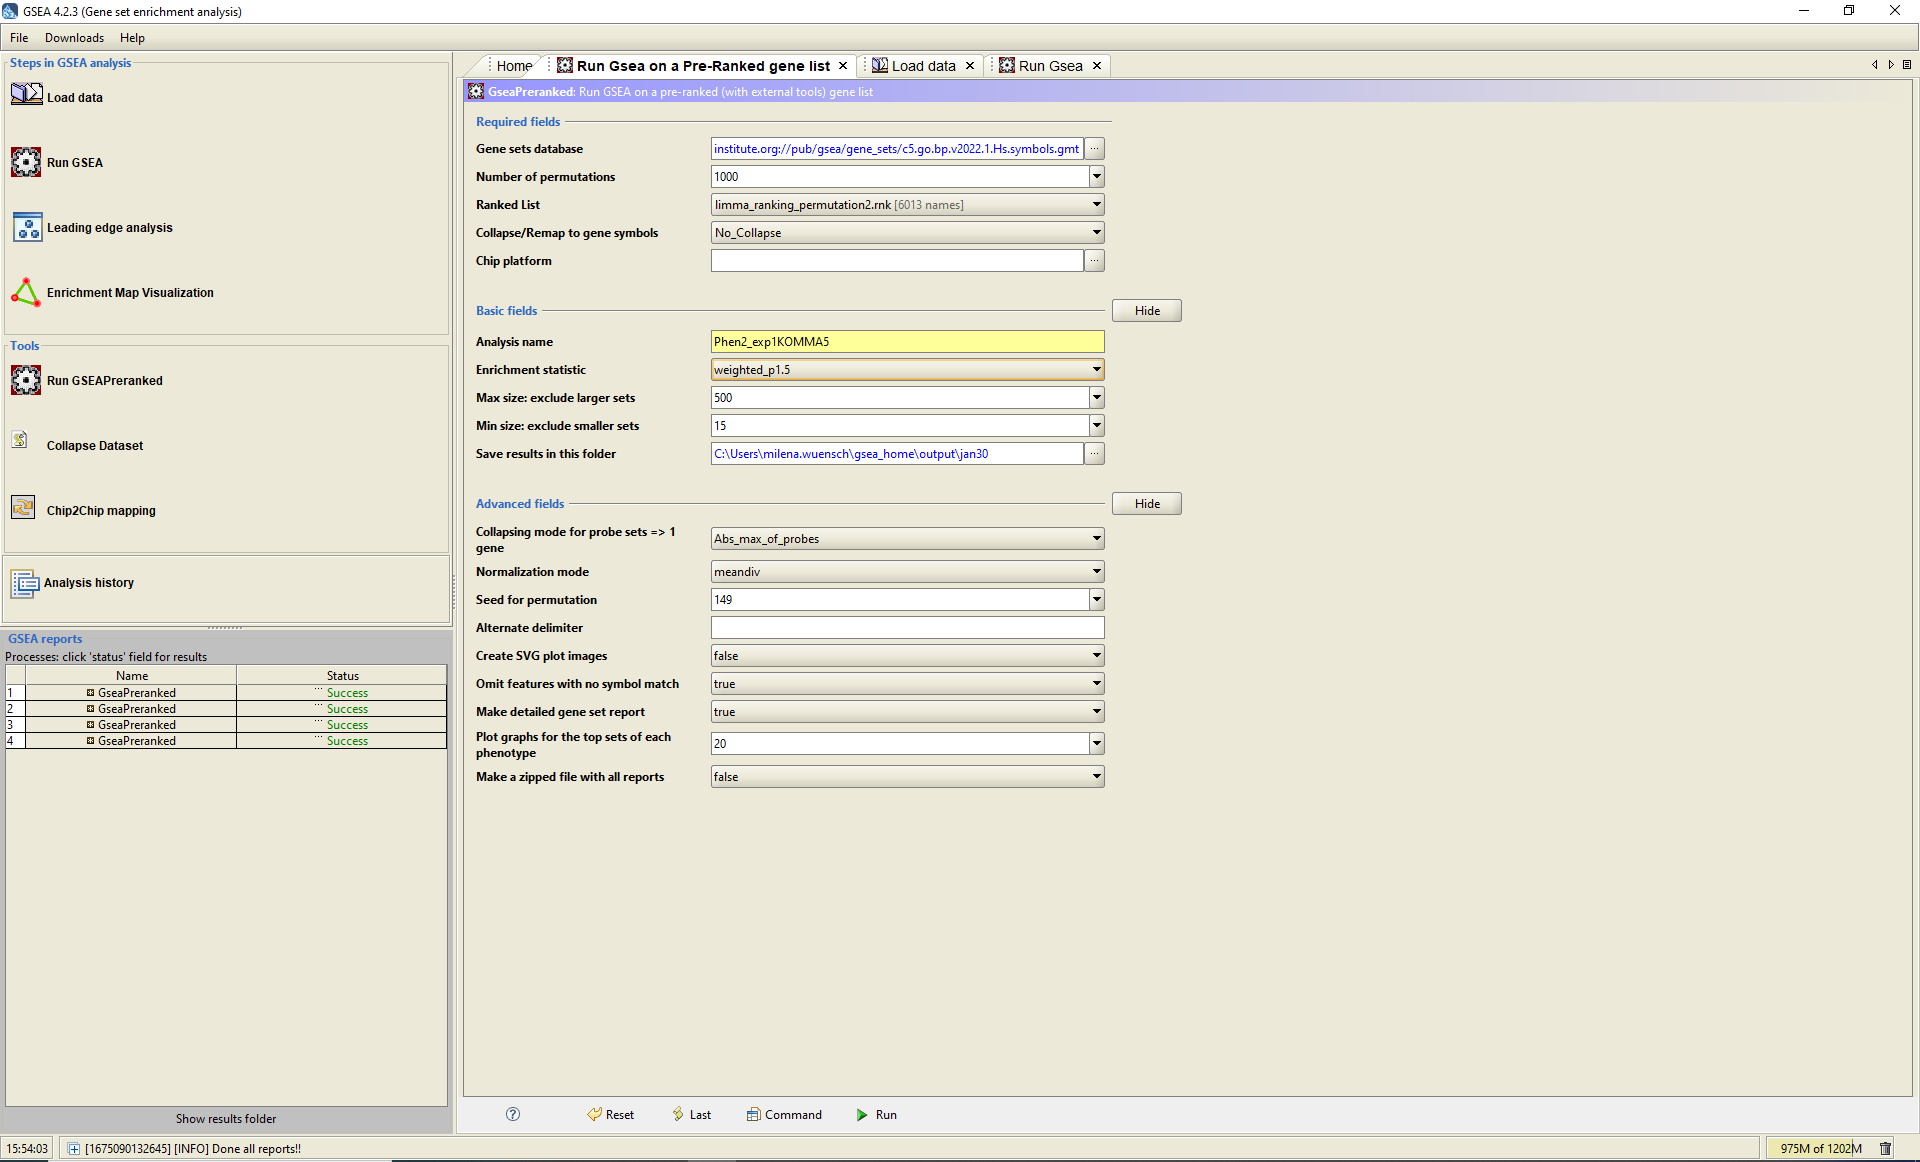 GSEA 4.2.3 (Gene set enrichment analysis)
File Downloads Help
Steps in GSEA analysis
Load data
Run GSEA
Leading edge analysis
Enrichment Map Visualization
Tools
Run GSEAPreranked
Collapse Dataset
Chip2Chip mapping
Analysis history
GSEA reports
Processes: click 'status' field for results
Name Status
1 GseaPreranked ... Success
2 GseaPreranked ... Success
3 GseaPreranked ... Success
4 GseaPreranked ... Success
Show results folder
Home Run Gsea on a Pre-Ranked gene list Load data Run Gsea
GseaPreranked: Run GSEA on a pre-ranked (with external tools) gene list
Required fields
Gene sets database institute.org://pub/gsea/gene_sets/c5.go.bp.v2022.1.Hs.symbols.gmt ...
Number of permutations 1000
Ranked List limma_ranking_permutation2.rnk [6013 names]
Collapse/Remap to gene symbols No_Collapse
Chip platform ...
Basic fields Hide
Analysis name Phen2_exp1KOMMA5
Enrichment statistic weighted_p1.5
Max size: exclude larger sets 500
Min size: exclude smaller sets 15
Save results in this folder C:\Users\milena.wuensch\gsea_home\output\jan30 ...
Advanced fields Hide
Collapsing mode for probe sets => 1
gene Abs_max_of_probes
Normalization mode meandiv
Seed for permutation 149
Alternate delimiter
Create SVG plot images false
Omit features with no symbol match true
Make detailed gene set report true
Plot graphs for the top sets of each
phenotype 20
Make a zipped file with all reports false
? Reset Last Command Run
15:54:03 [1675090132645] [INFO] Done all reports!! 975M of 1202M